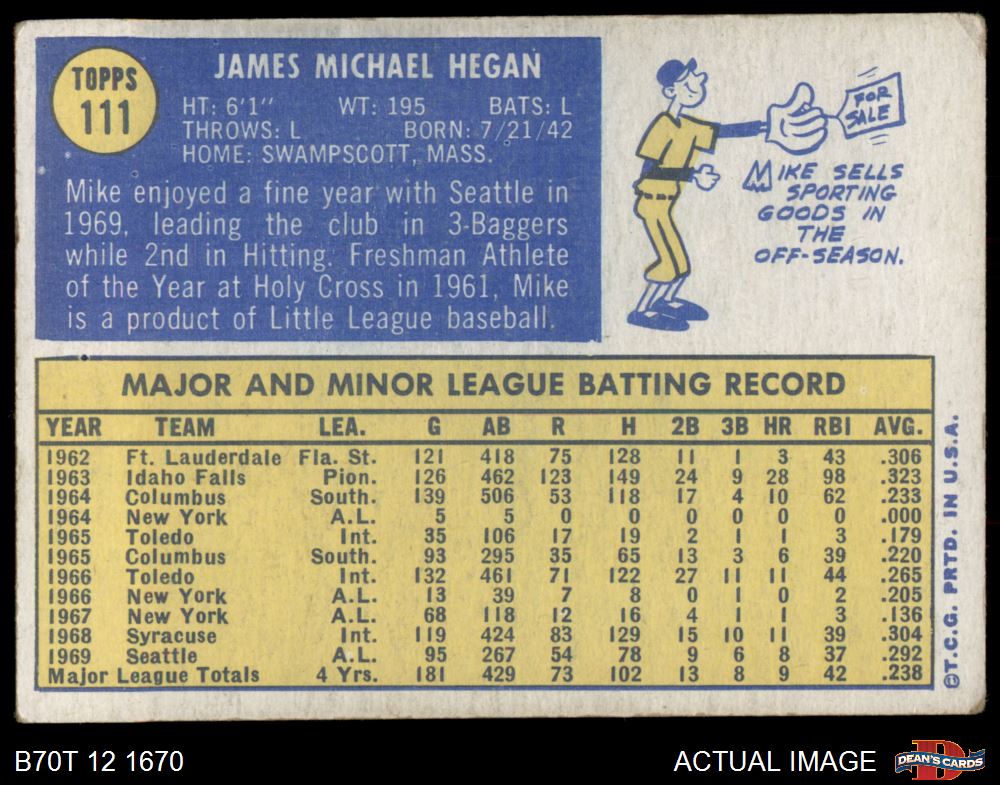 TOPPS
111
JAMES MICHAEL HEGAN
HT: 6'1" WT: 195 BATS: L
THROWS: L BORN: 7/21/42
HOME: SWAMPSCOTT, MASS.
Mike enjoyed a fine year with Seattle in
1969, leading the club in 3-Baggers
while 2nd in Hitting. Freshman Athlete
of the Year at Holy Cross in 1961, Mike
is a product of Little League baseball.
FOR
SALE
MIKE SELLS
SPORTING
GOODS IN
THE
OFF-SEASON.
MAJOR AND MINOR LEAGUE BATTING RECORD
YEAR TEAM LEA. G AB R H 2B 3B HR RBI AVG.
1962 Ft. Lauderdale Fla. St. 121 418 75 128 11 1 3 43 .306
1963 Idaho Falls Pion. 126 462 123 149 24 9 28 98 .323
1964 Columbus South. 139 506 53 118 17 4 10 62 .233
1964 New York A.L. 5 5 0 0 0 0 0 0 .000
1965 Toledo Int. 35 106 17 19 2 1 1 3 .179
1965 Columbus South. 93 295 35 65 13 3 6 39 .220
1966 Toledo Int. 132 461 71 122 27 11 11 44 .265
1966 New York A.L. 13 39 7 8 0 1 0 2 .205
1967 New York A.L. 68 118 12 16 4 1 1 3 .136
1968 Syracuse Int. 119 424 83 129 15 10 11 39 .304
1969 Seattle A.L. 95 267 54 78 9 6 8 37 .292
Major League Totals 4 Yrs. 181 429 73 102 13 8 9 42 .238
©T.C.G. PRTD. IN U.S.A.
B70T 12 1670
ACTUAL IMAGE
D
DEAN'S CARDS